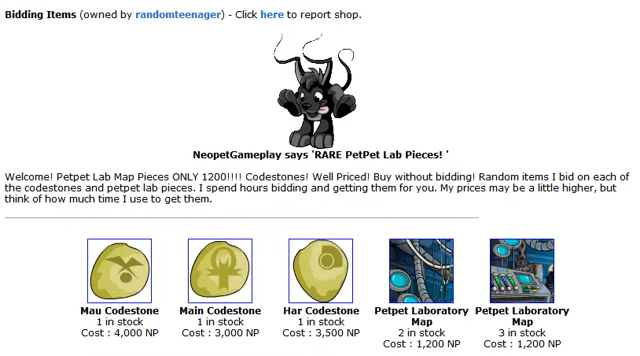 Bidding Items (owned by randomteenager) - Click here to report shop.
NeopetGameplay says 'RARE PetPet Lab Pieces! '
Welcome! Petpet Lab Map Pieces ONLY 1200!!!! Codestones! Well Priced! Buy without bidding! Random items I bid on each of
the codestones and petpet lab pieces. I spend hours bidding and getting them for you. My prices may be a little higher, but
think of how much time I use to get them.
Mau Codestone
1 in stock
Cost : 4,000 NP
Main Codestone
1 in stock
Cost : 3,000 NP
Har Codestone
1 in stock
Cost : 3,500 NP
Petpet Laboratory
Map
2 in stock
Cost : 1,200 NP
Petpet Laboratory
Map
3 in stock
Cost : 1,200 NP